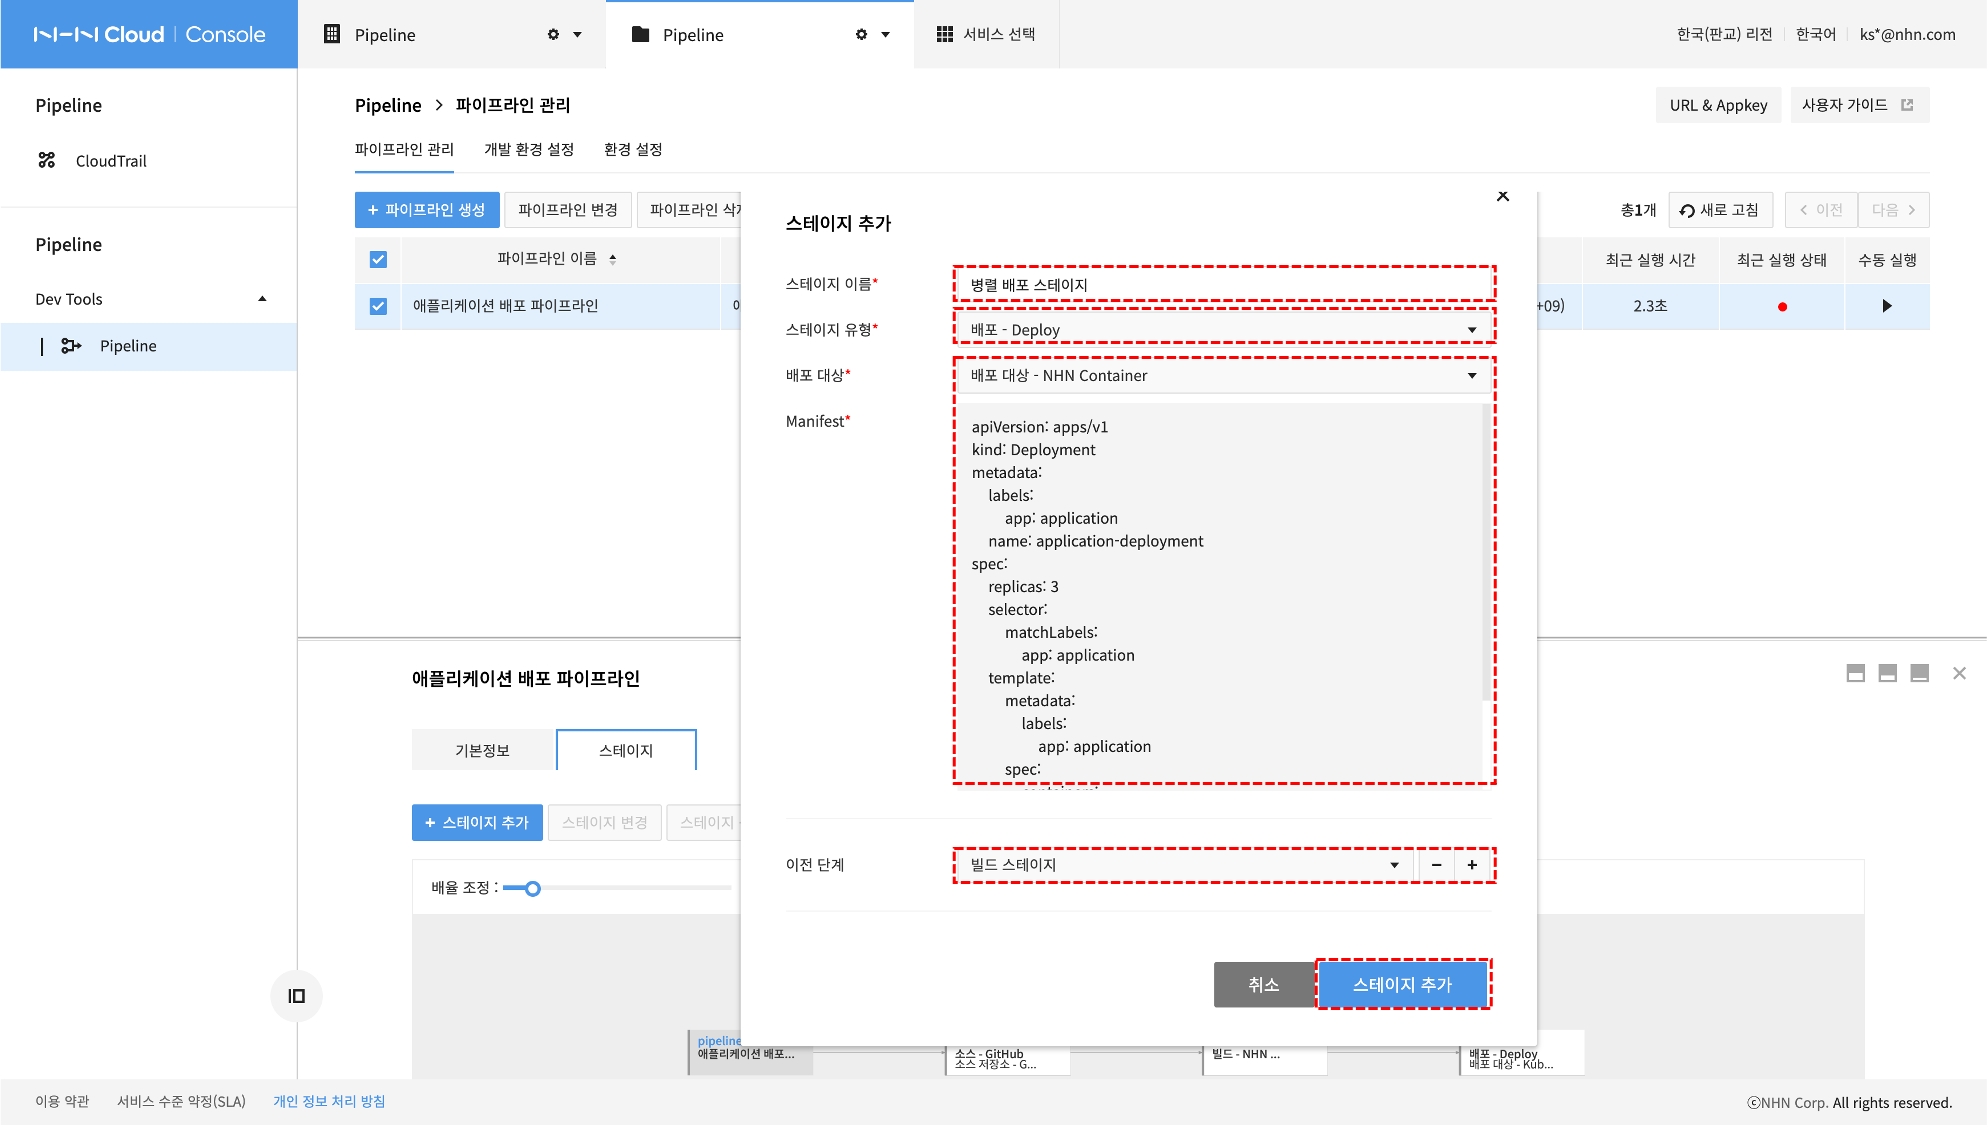 NHN Cloud | Console
Pipeline
Pipeline
서비스 선택
한국(판교) 리전
한국어
ks*@nhn.com
Pipeline
CloudTrail
Pipeline
Dev Tools
Pipeline
Pipeline > 파이프라인 관리
URL & Appkey
사용자 가이드
파이프라인 관리
개발 환경 설정
환경 설정
+ 파이프라인 생성
파이프라인 변경
파이프라인
총1개
새로 고침
< 이전
다음 >
파이프라인 이름
최근 실행 시간
최근 실행 상태
수동 실행
애플리케이션 배포 파이프라인
+09)
2.3초
스테이지 추가
스테이지 이름*
병렬 배포 스테이지
스테이지 유형*
배포 - Deploy
배포 대상*
배포 대상 - NHN Container
Manifest*
apiVersion: apps/v1
kind: Deployment
metadata:
labels:
app: application
name: application-deployment
spec:
replicas: 3
selector:
matchLabels:
app: application
template:
metadata:
labels:
app: application
spec:
이전 단계
빌드 스테이지
− +
취소
스테이지 추가
애플리케이션 배포 파이프라인
기본정보
스테이지
+ 스테이지 추가
스테이지 변경
스테이지
배율 조정 :
pipeline
애플리케이션 배포...
소스 - GitHub
소스 저장소 - G...
빌드 - NHN ...
배포 - Deploy
배포 대상 - Kub...
이용 약관
서비스 수준 약정(SLA)
개인 정보 처리 방침
ⓒNHN Corp. All rights reserved.